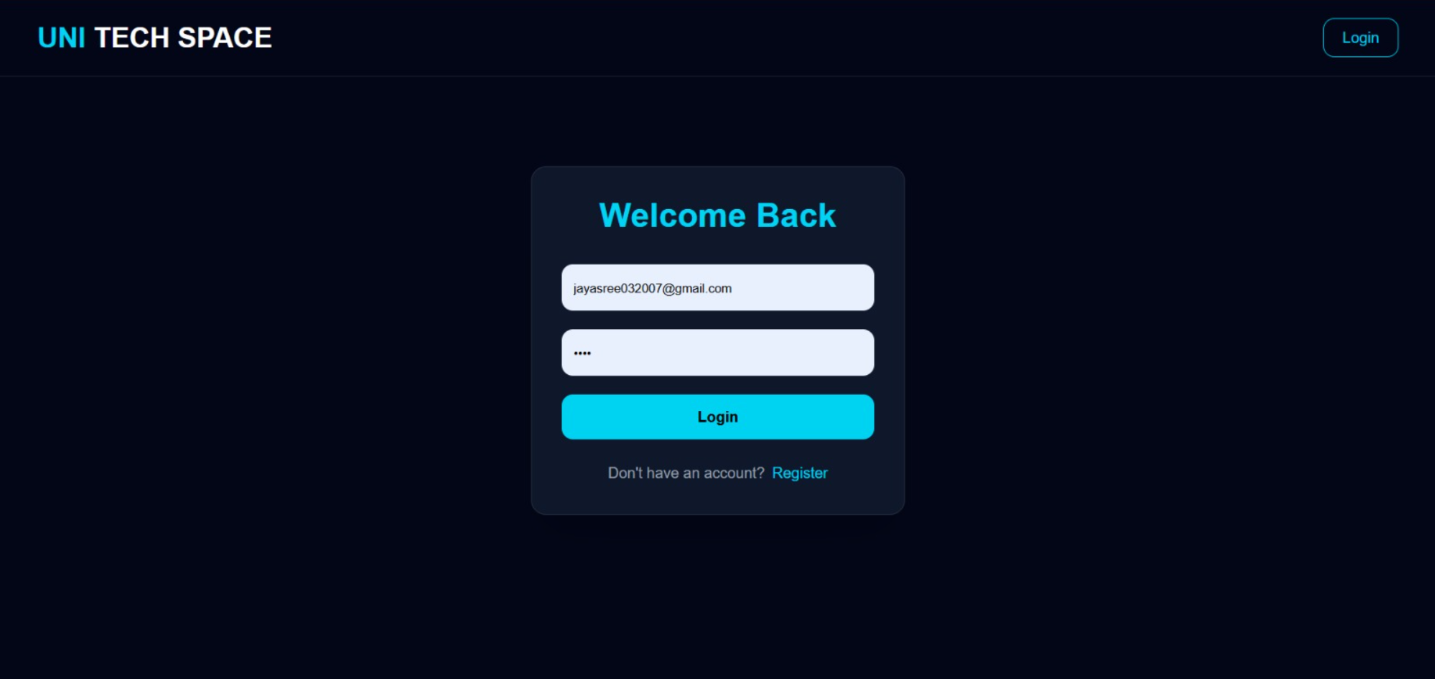 UNI TECH SPACE
Login
Welcome Back
jayasree032007@gmail.com
••••
Login
Don't have an account? Register